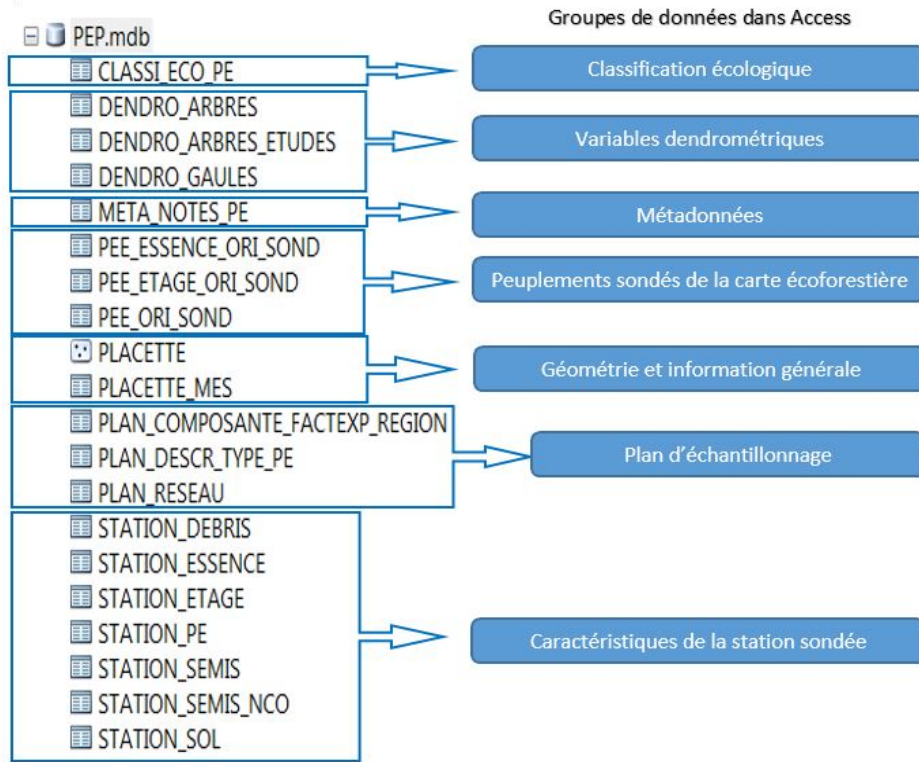 Groupes de données dans Access
PEP.mdb
CLASSI_ECO_PE
Classification écologique
DENDRO_ARBRES
DENDRO_ARBRES_ETUDES
DENDRO_GAULES
Variables dendrométriques
META_NOTES_PE
Métadonnées
PEE_ESSENCE_ORI_SOND
PEE_ETAGE_ORI_SOND
PEE_ORI_SOND
Peuplements sondés de la carte écoforestière
PLACETTE
PLACETTE_MES
Géométrie et information générale
PLAN_COMPOSANTE_FACTEXP_REGION
PLAN_DESCR_TYPE_PE
PLAN_RESEAU
Plan d'échantillonnage
STATION_DEBRIS
STATION_ESSENCE
STATION_ETAGE
STATION_PE
STATION_SEMIS
STATION_SEMIS_NCO
STATION_SOL
Caractéristiques de la station sondée